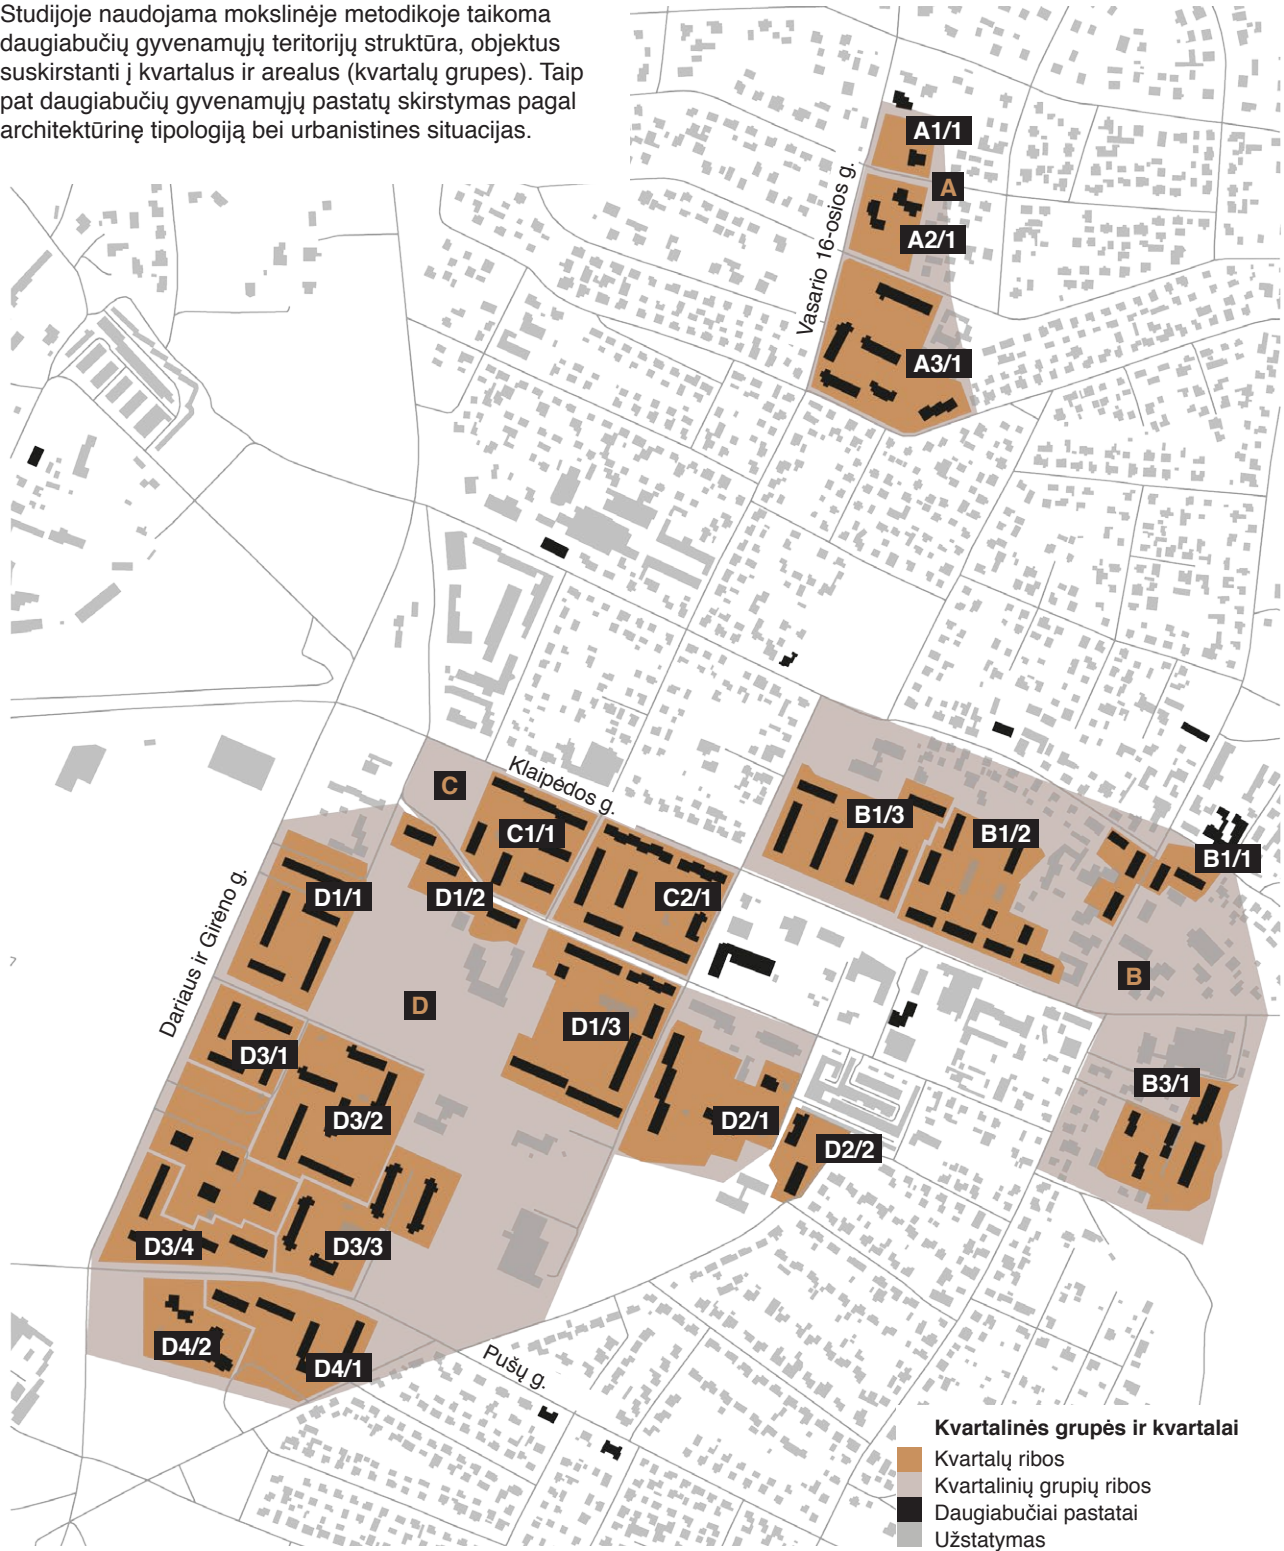 Studijoje naudojama mokslinėje metodikoje taikoma
daugiabučių gyvenamųjų teritorijų struktūra, objektus
suskirstanti į kvartalus ir arealus (kvartalų grupes). Taip
pat daugiabučių gyvenamųjų pastatų skirstymas pagal
architektūrinę tipologiją bei urbanistines situacijas.
A1/1
A
A2/1
Vasario 16-osios g.
A3/1
Klaipėdos g.
C
C1/1
C2/1
B1/3
B1/2
B1/1
B
B3/1
Dariaus ir Girėno g.
D1/1
D1/2
D
D1/3
D3/1
D3/2
D2/1
D2/2
D3/4
D3/3
D4/2
D4/1
Pušų g.
Kvartalinės grupės ir kvartalai
Kvartalų ribos
Kvartalinių grupių ribos
Daugiabučiai pastatai
Užstatymas